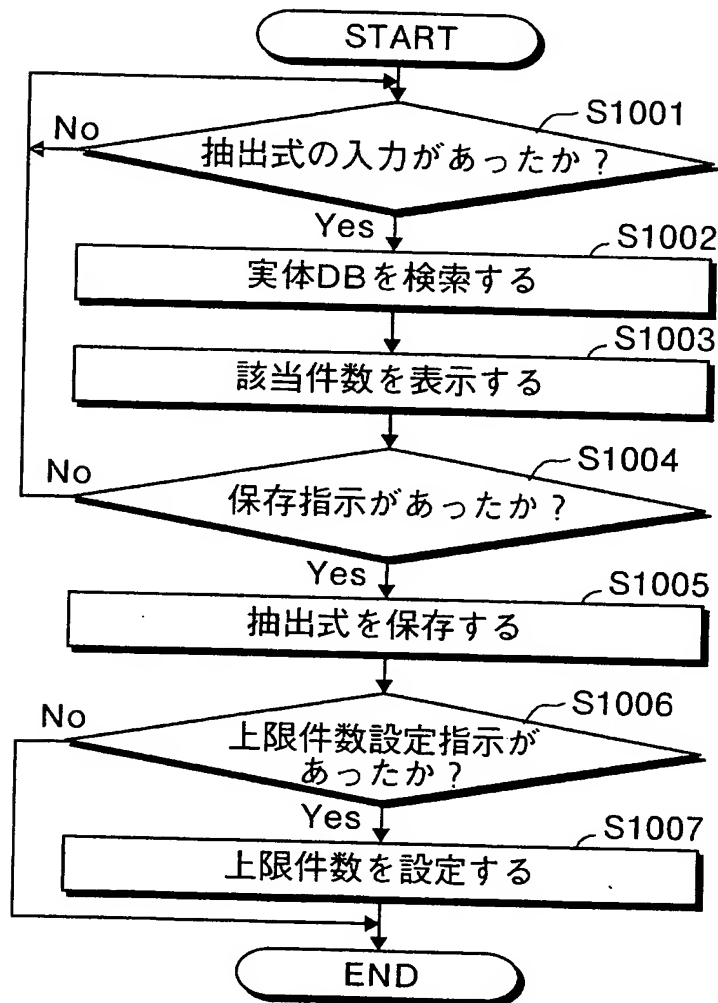 START
S1001
No
抽出式の入力があったか?
Yes
S1002
実体DBを検索する
S1003
該当件数を表示する
S1004
No
保存指示があったか?
Yes
S1005
抽出式を保存する
S1006
No
上限件数設定指示が
あったか?
Yes
S1007
上限件数を設定する
END